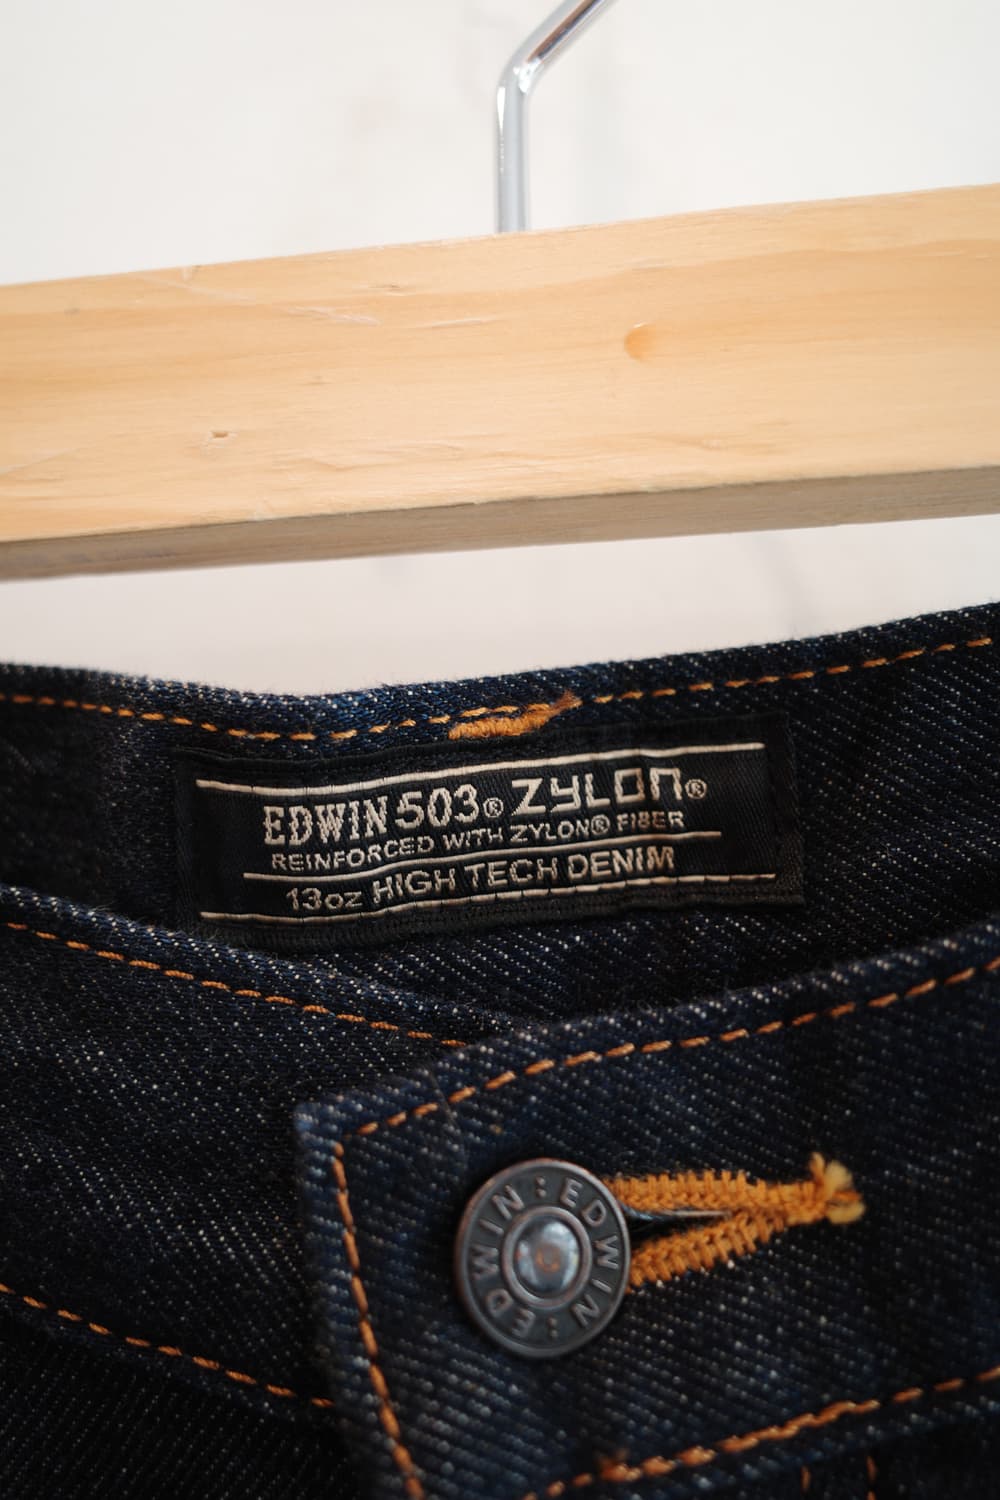 EDWIN 503® ZYLON®
REINFORCED WITH ZYLON® FIBER
13oz HIGH TECH DENIM
EDWIN : EDWIN :